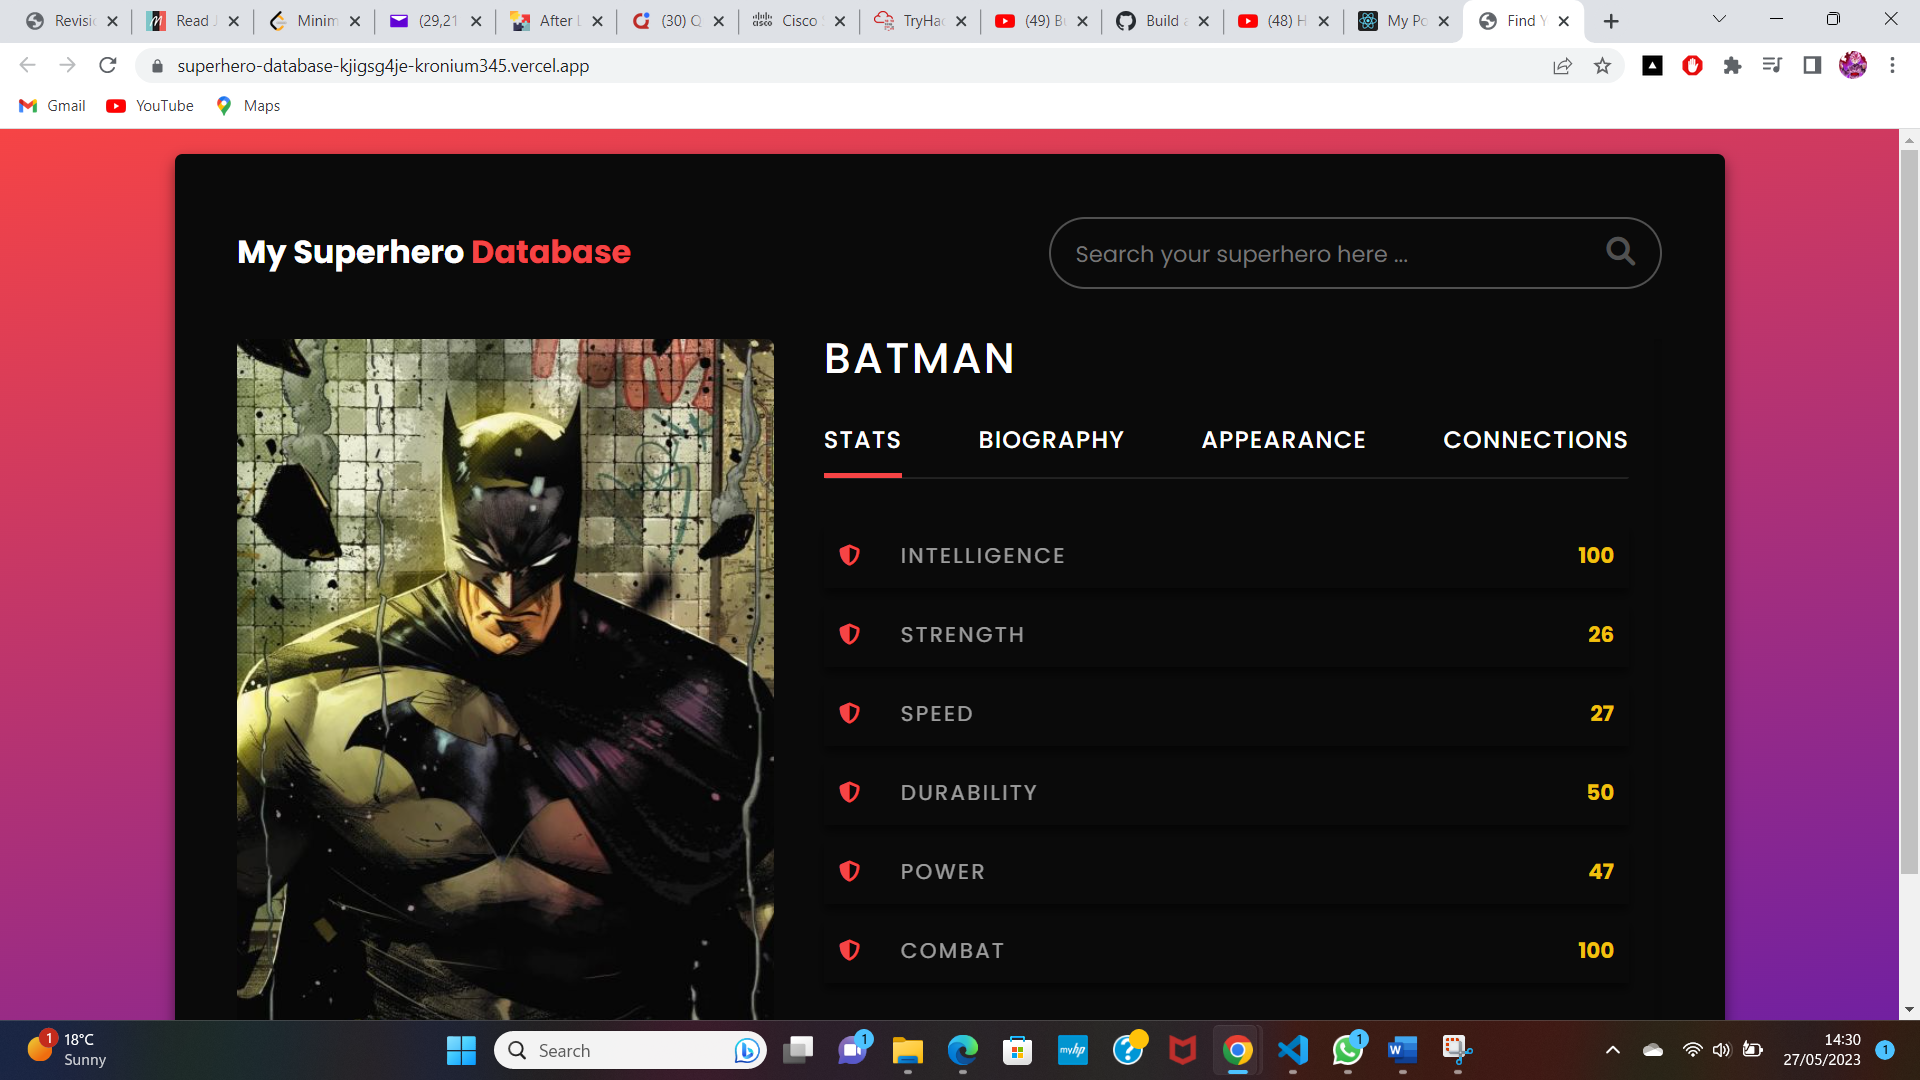 Revisi
Read J
Minim
(29,21
After L
(30) Q
Cisco
TryHac
(49) B
Build a
(48) H
My Po
Find Y
superhero-database-kjigsg4je-kronium345.vercel.app
Gmail
YouTube
Maps
My Superhero Database
Search your superhero here ...
BATMAN
STATS
BIOGRAPHY
APPEARANCE
CONNECTIONS
INTELLIGENCE 100
STRENGTH 26
SPEED 27
DURABILITY 50
POWER 47
COMBAT 100
1
18°C
Sunny
Search
1
myhp
1
14:30
27/05/2023
1